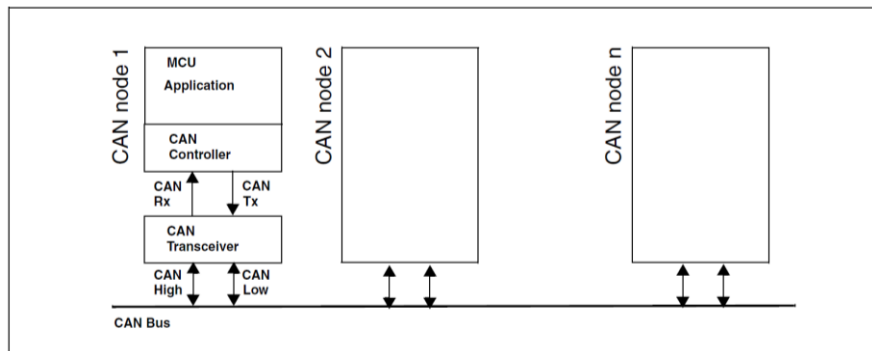 CAN node 1
MCU
Application
CAN
Controller
CAN
Rx
CAN
Tx
CAN
Transceiver
CAN
High
CAN
Low
CAN node 2
CAN node n
CAN Bus